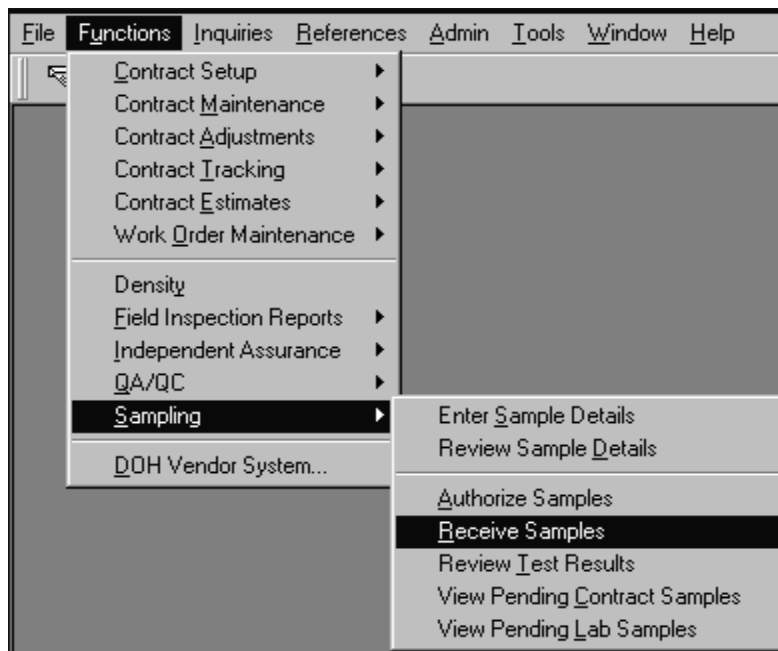 File Functions Inquiries References Admin Tools Window Help
Contract Setup
Contract Maintenance
Contract Adjustments
Contract Tracking
Contract Estimates
Work Order Maintenance
Density
Field Inspection Reports
Independent Assurance
QA/QC
Sampling
DOH Vendor System...
Enter Sample Details
Review Sample Details
Authorize Samples
Receive Samples
Review Test Results
View Pending Contract Samples
View Pending Lab Samples